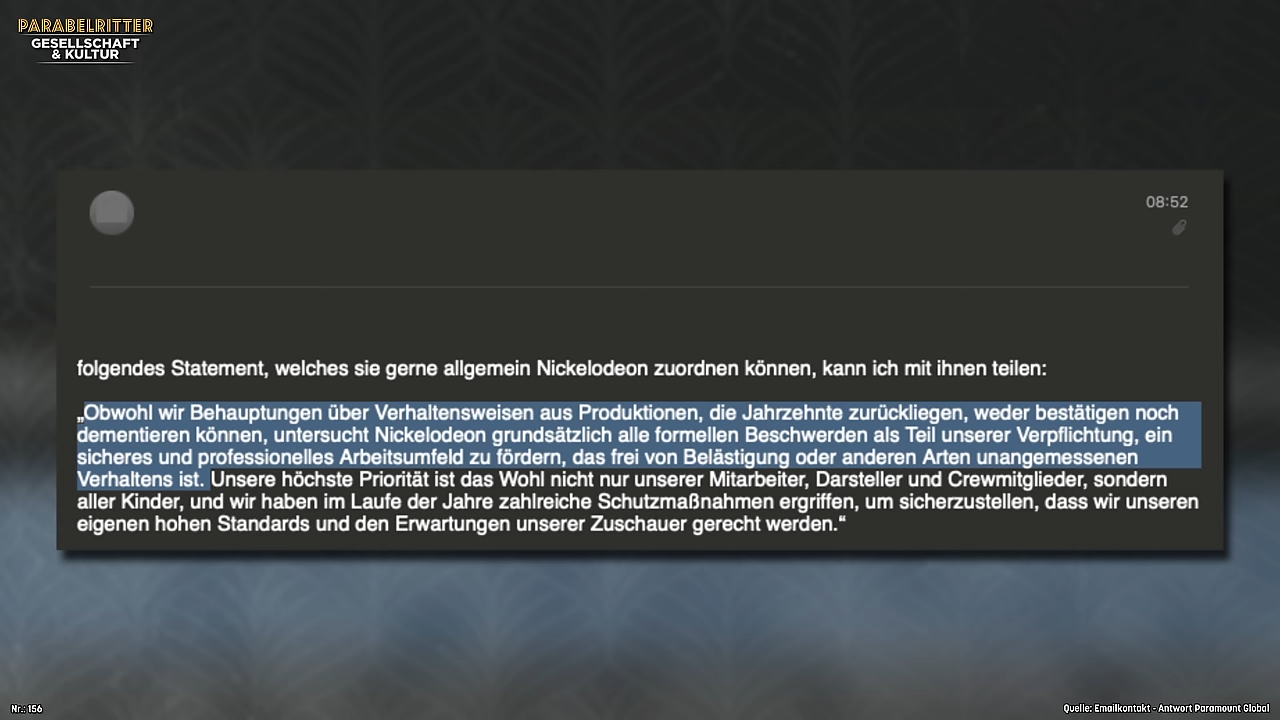 PARABELRITTER
GESELLSCHAFT
& KULTUR
08:52
folgendes Statement, welches sie gerne allgemein Nickelodeon zuordnen können, kann ich mit ihnen teilen:
„Obwohl wir Behauptungen über Verhaltensweisen aus Produktionen, die Jahrzehnte zurückliegen, weder bestätigen noch
dementieren können, untersucht Nickelodeon grundsätzlich alle formellen Beschwerden als Teil unserer Verpflichtung, ein
sicheres und professionelles Arbeitsumfeld zu fördern, das frei von Belästigung oder anderen Arten unangemessenen
Verhaltens ist. Unsere höchste Priorität ist das Wohl nicht nur unserer Mitarbeiter, Darsteller und Crewmitglieder, sondern
aller Kinder, und wir haben im Laufe der Jahre zahlreiche Schutzmaßnahmen ergriffen, um sicherzustellen, dass wir unseren
eigenen hohen Standards und den Erwartungen unserer Zuschauer gerecht werden.“
Nr.: 156
Quelle: Emailkontakt - Antwort Paramount Global